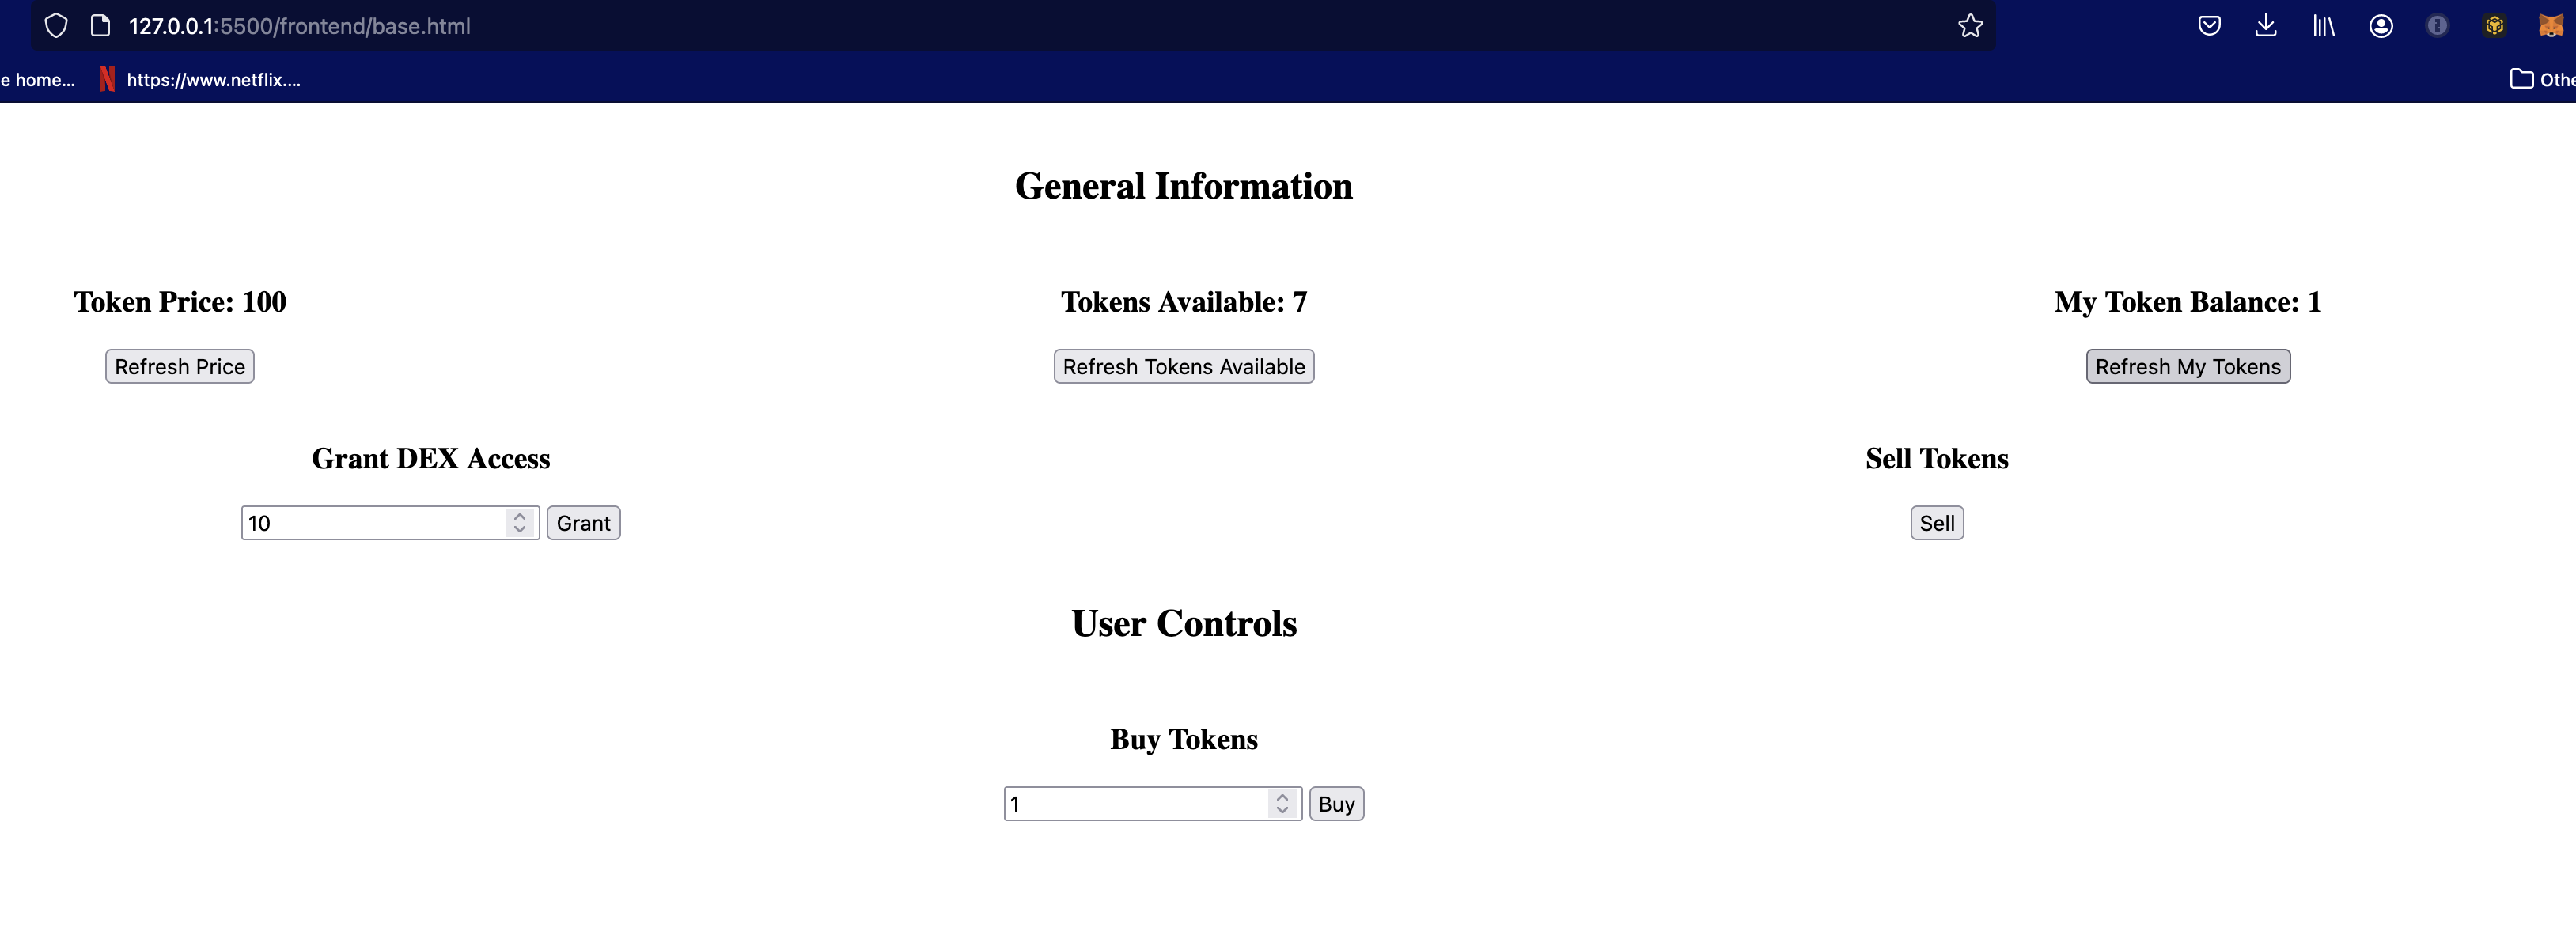 127.0.0.1:5500/frontend/base.html
e home... https://www.netflix.... Othe
General Information
Token Price: 100 Tokens Available: 7 My Token Balance: 1
Refresh Price Refresh Tokens Available Refresh My Tokens
Grant DEX Access Sell Tokens
10 Grant Sell
User Controls
Buy Tokens
1 Buy